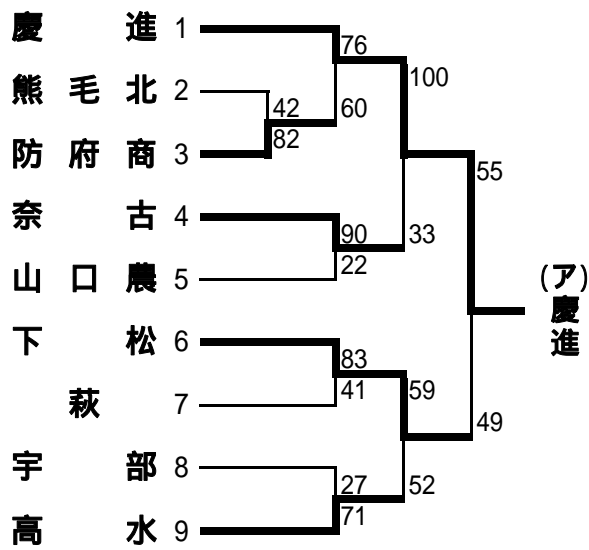 慶進 1
76
100
熊毛北 2
42
60
82
防府商 3
55
奈古 4
90
33
22
山口農 5
(ア)
慶
進
下松 6
83
41
59
萩 7
49
宇部 8
27
52
71
高水 9